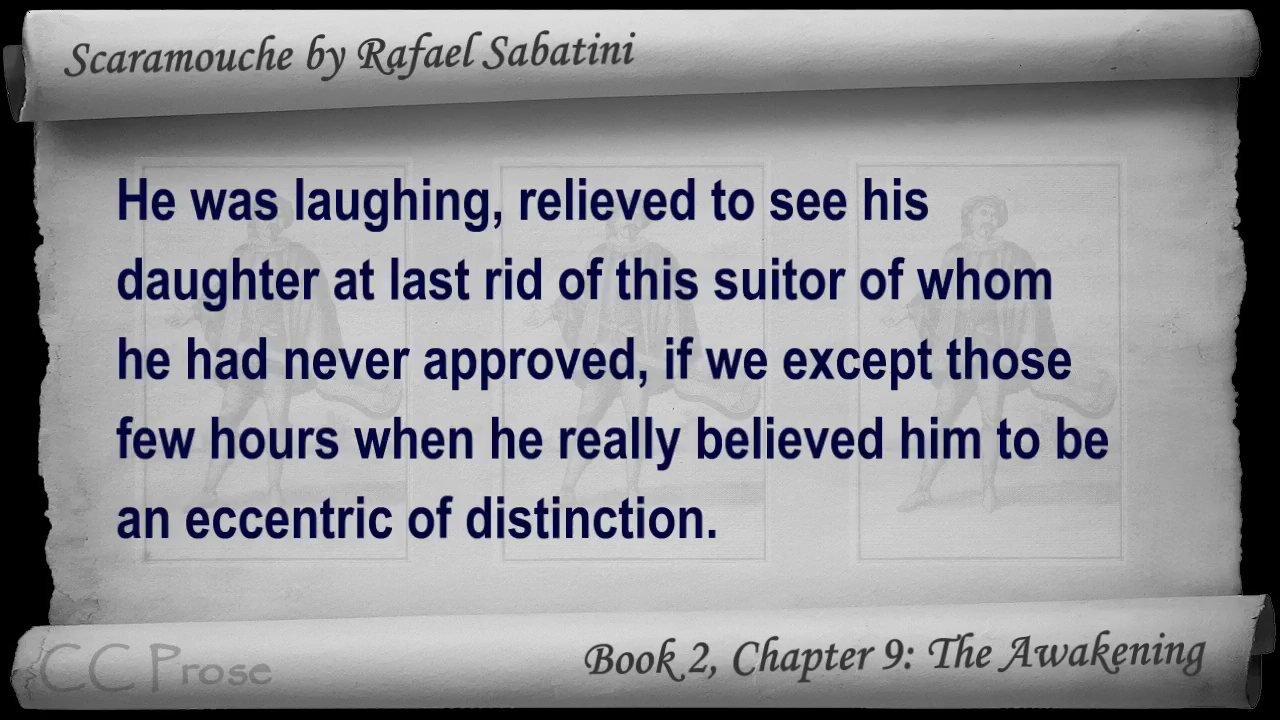 Scaramouche by Rafael Sabatini
He was laughing, relieved to see his
daughter at last rid of this suitor of whom
he had never approved, if we except those
few hours when he really believed him to be
an eccentric of distinction.
CC Prose
Book 2, Chapter 9: The Awakening